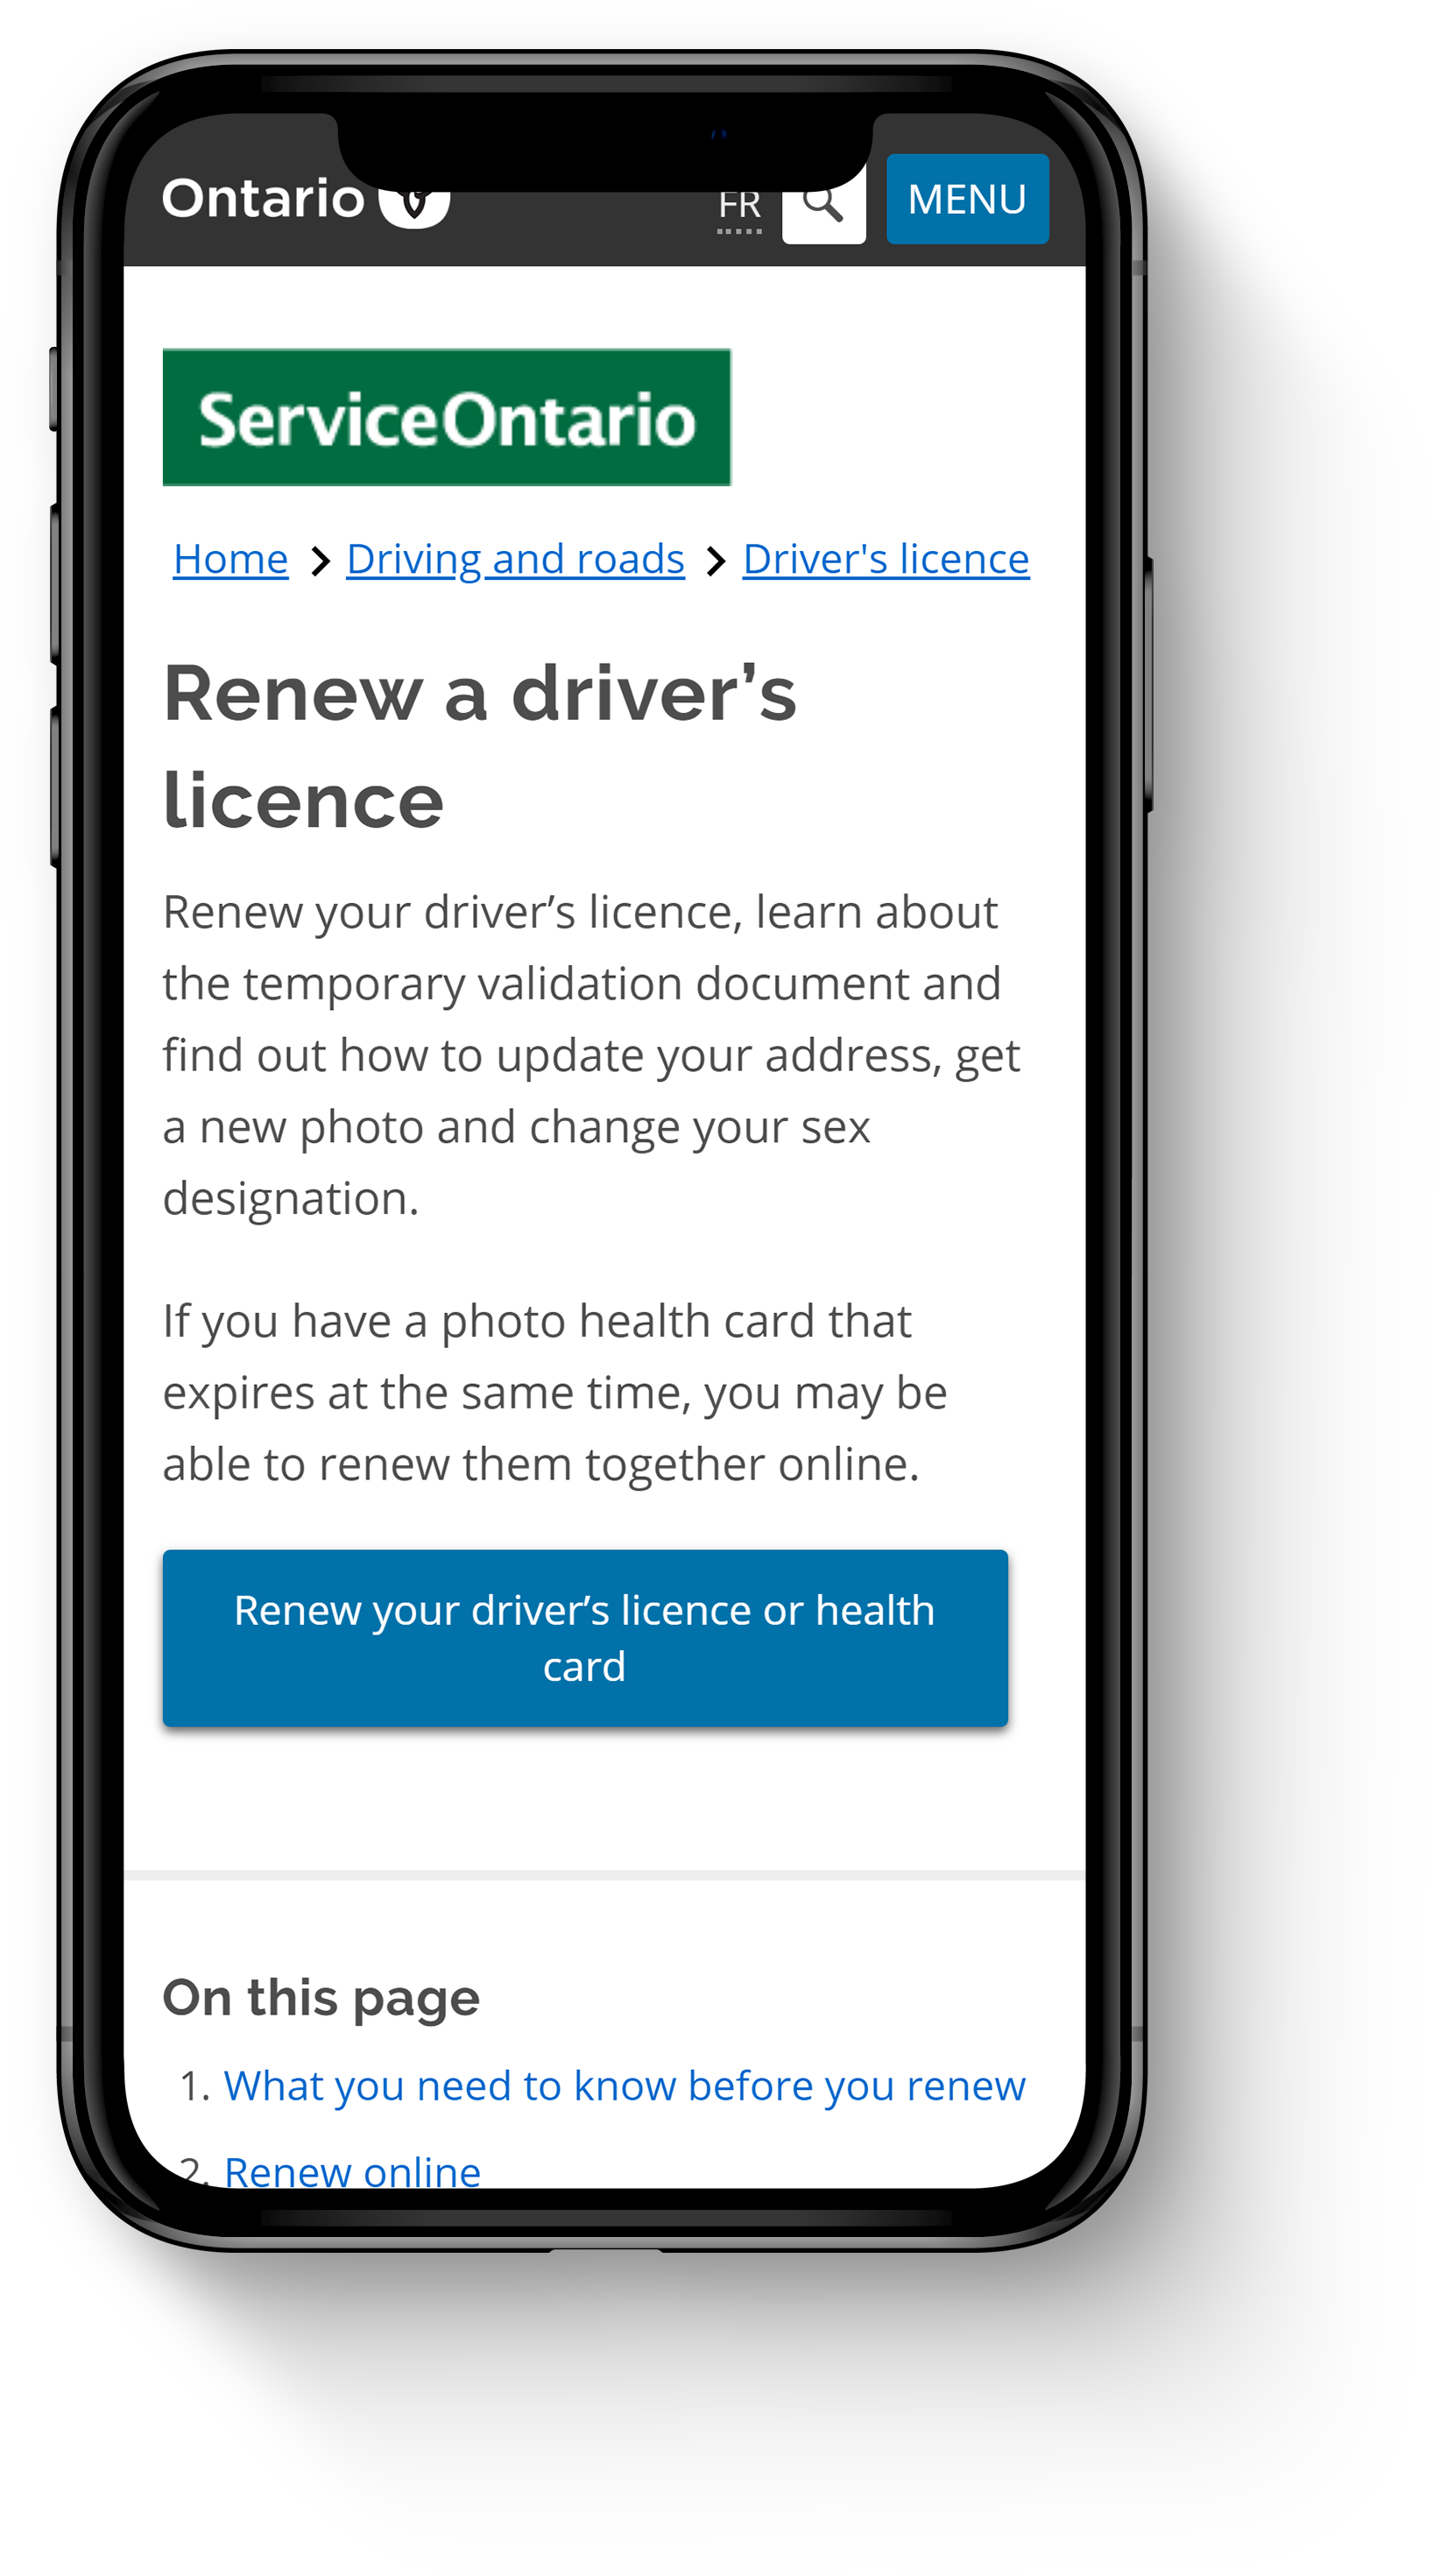 Ontario
FR
MENU
ServiceOntario
Home > Driving and roads > Driver's licence
Renew a driver’s
licence
Renew your driver’s licence, learn about
the temporary validation document and
find out how to update your address, get
a new photo and change your sex
designation.
If you have a photo health card that
expires at the same time, you may be
able to renew them together online.
Renew your driver’s licence or health
card
On this page
1. What you need to know before you renew
2. Renew online